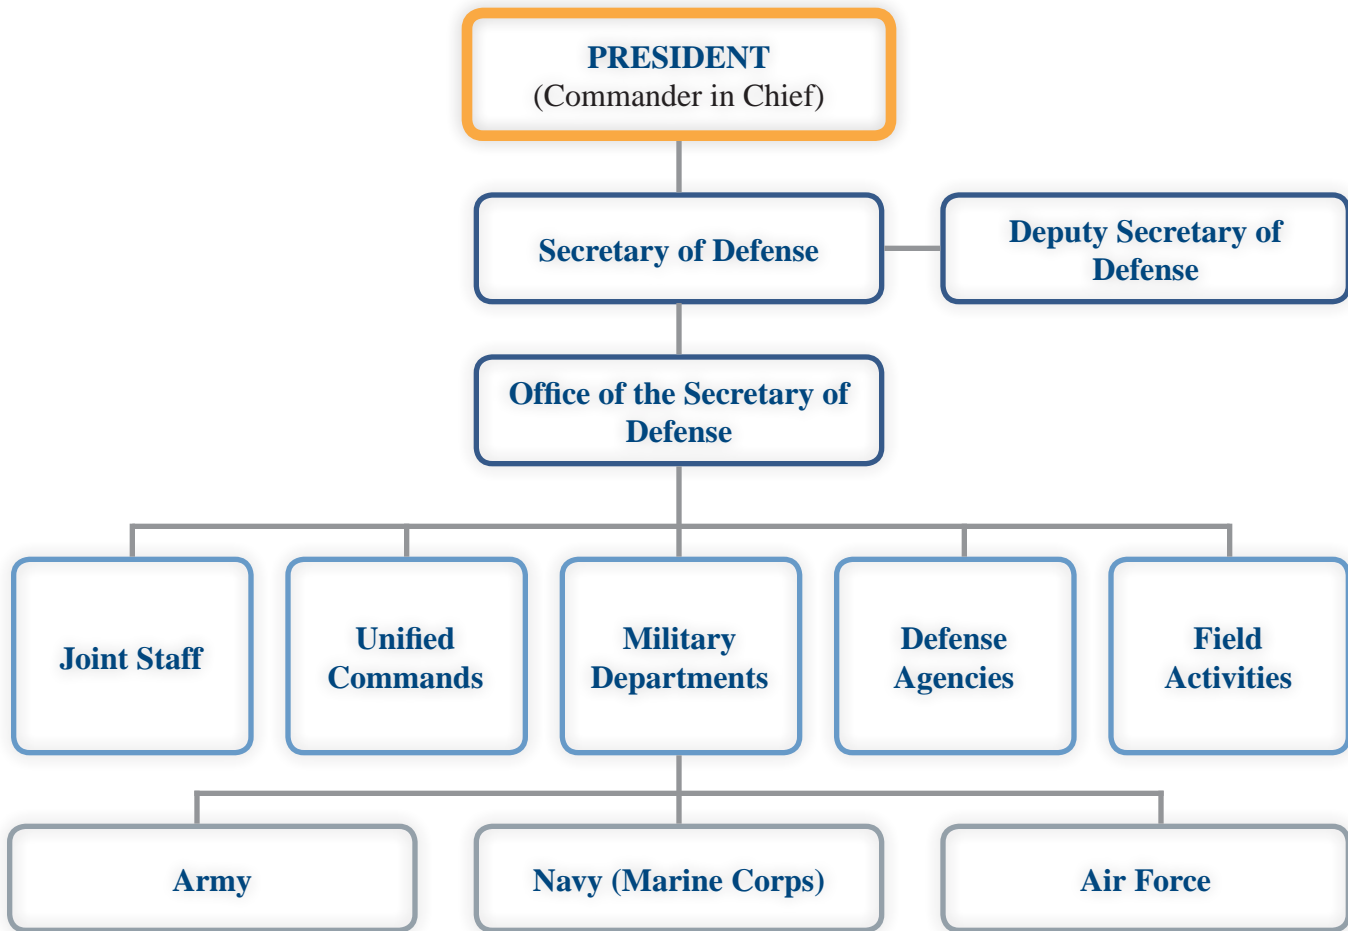 PRESIDENT
(Commander in Chief)
Secretary of Defense
Deputy Secretary of
Defense
Office of the Secretary of
Defense
Joint Staff
Unified
Commands
Military
Departments
Defense
Agencies
Field
Activities
Army
Navy (Marine Corps)
Air Force